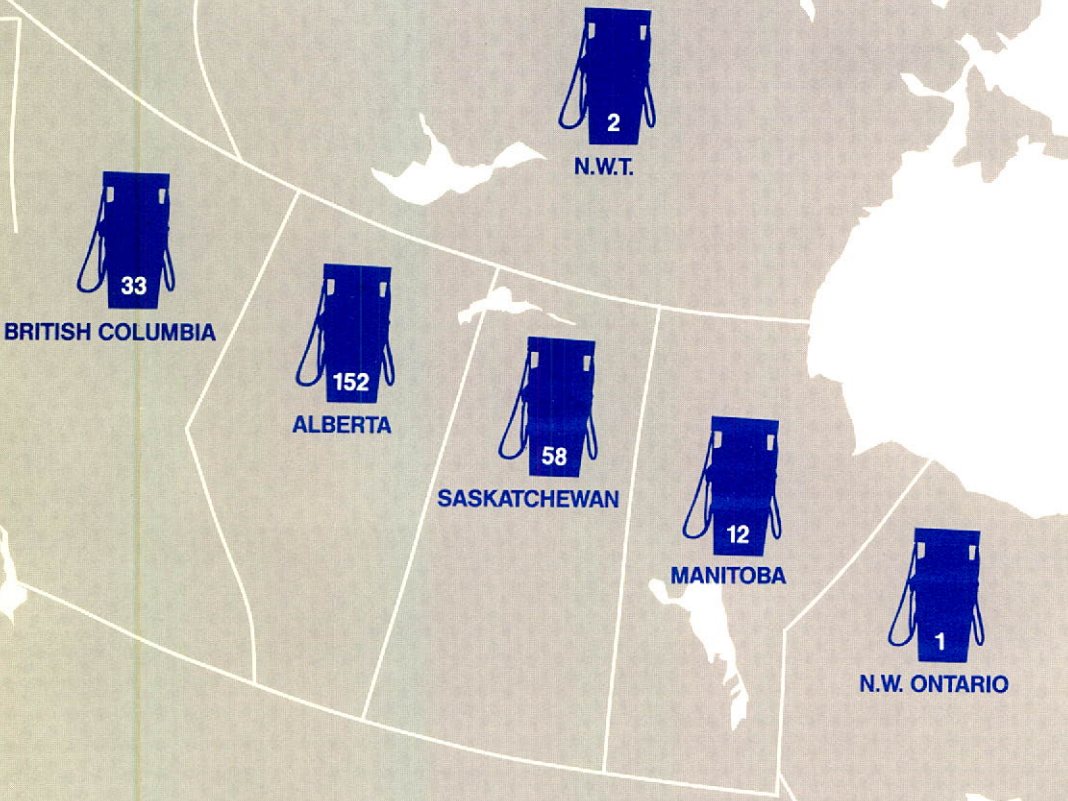 2
N.W.T.
33
BRITISH COLUMBIA
152
ALBERTA
58
SASKATCHEWAN
12
MANITOBA
1
N.W. ONTARIO